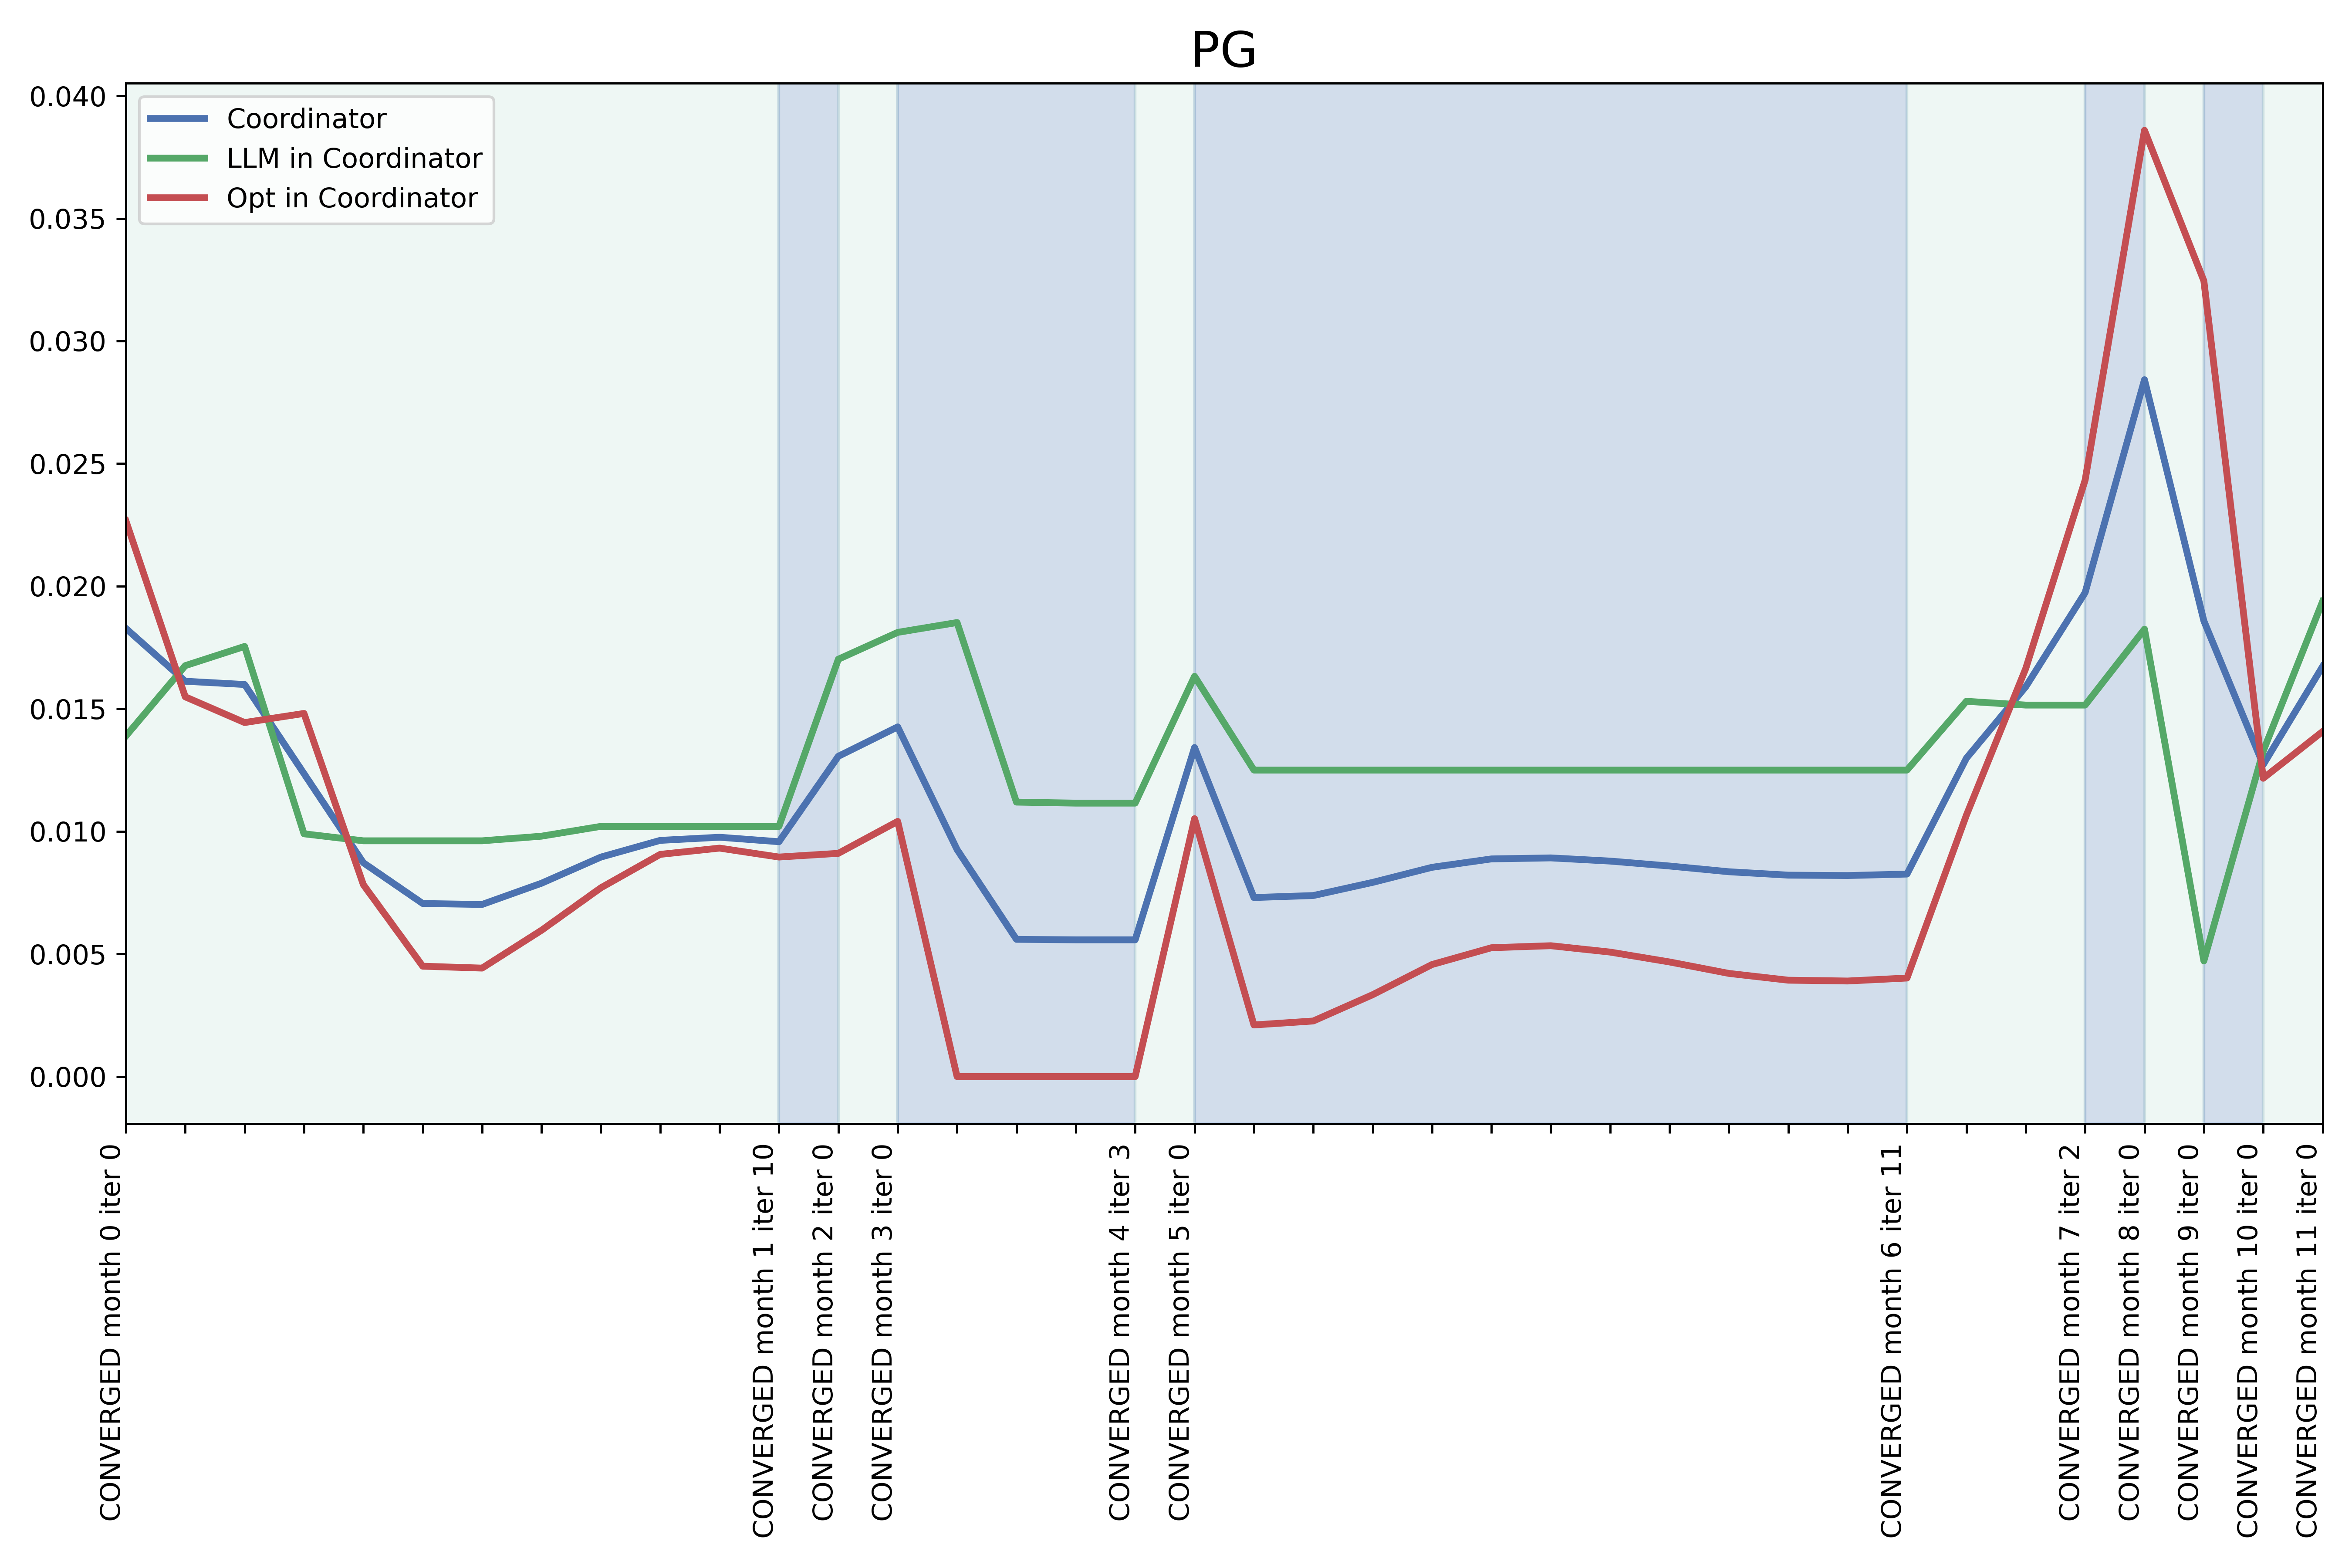 PG
0.040
0.035
0.030
0.025
0.020
0.015
0.010
0.005
0.000
Coordinator
LLM in Coordinator
Opt in Coordinator
CONVERGED month 0 iter 0
CONVERGED month 1 iter 10
CONVERGED month 2 iter 0
CONVERGED month 3 iter 0
CONVERGED month 4 iter 3
CONVERGED month 5 iter 0
CONVERGED month 6 iter 11
CONVERGED month 7 iter 2
CONVERGED month 8 iter 0
CONVERGED month 9 iter 0
CONVERGED month 10 iter 0
CONVERGED month 11 iter 0